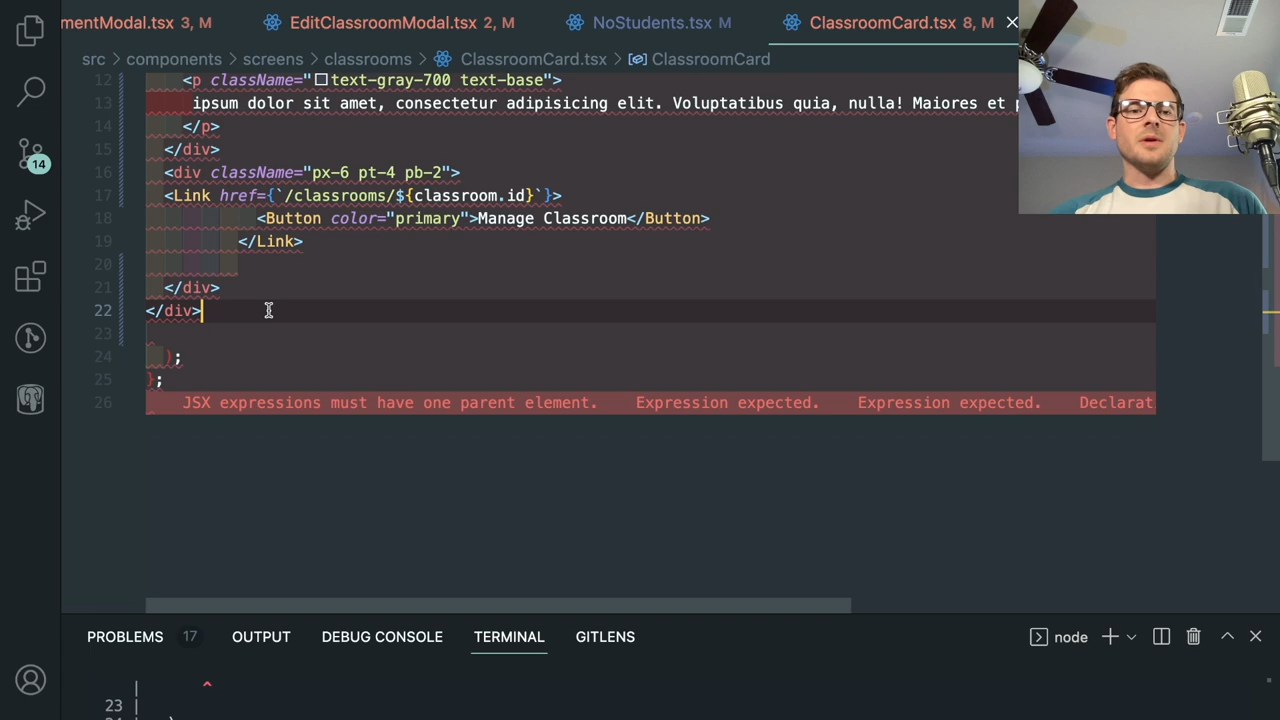 mentModal.tsx 3, M EditClassroomModal.tsx 2, M NoStudents.tsx M ClassroomCard.tsx 8, M
src > components > screens > classrooms > ClassroomCard.tsx > ClassroomCard
12 <p className="text-gray-700 text-base">
13 ipsum dolor sit amet, consectetur adipisicing elit. Voluptatibus quia, nulla! Maiores et p
14 </p>
15 </div>
16 <div className="px-6 pt-4 pb-2">
17 <Link href={`/classrooms/${classroom.id}`}>
18 <Button color="primary">Manage Classroom</Button>
19 </Link>
20
21 </div>
22 </div>
23
24 );
25 };
26 JSX expressions must have one parent element. Expression expected. Expression expected. Declarat
14
PROBLEMS 17 OUTPUT DEBUG CONSOLE TERMINAL GITLENS node
| ^
23 |